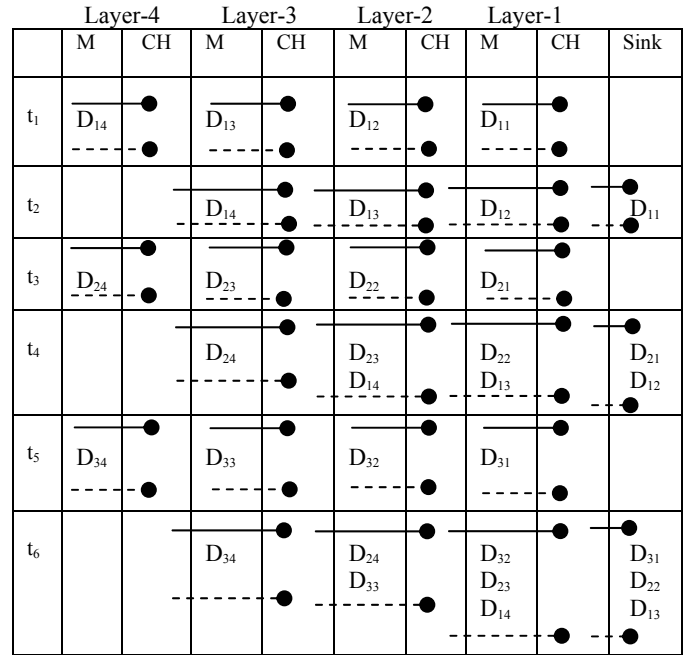 Layer-4 Layer-3 Layer-2 Layer-1
M CH M CH M CH M CH Sink
t1 D14 D13 D12 D11
t2 D14 D13 D12 D11
t3 D24 D23 D22 D21
t4 D24 D23 D22 D21
D14 D13 D12
t5 D34 D33 D32 D31
t6 D34 D24 D32 D31
D33 D23 D22
D14 D13